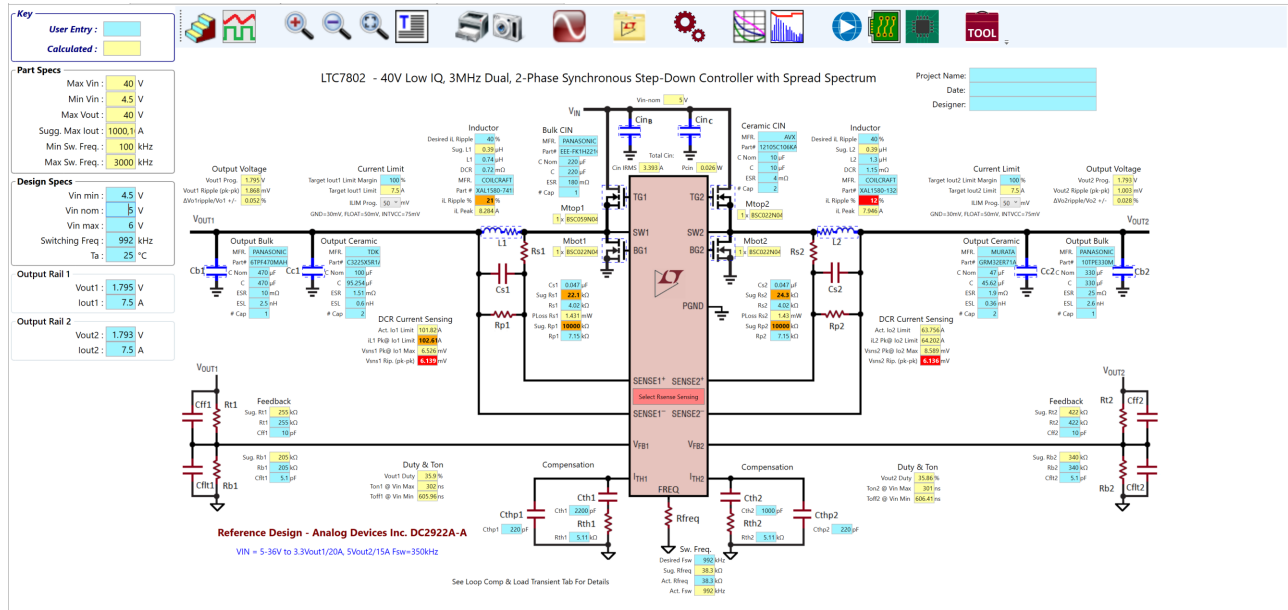 Key
User Entry :
Calculated :
TOOL
Part Specs
Max Vin : 40 V
Min Vin : 4.5 V
Max Vout : 40 V
Sugg. Max Iout : 1000,1 A
Min Sw. Freq. : 100 kHz
Max Sw. Freq. : 3000 kHz
Design Specs
Vin min : 4.5 V
Vin nom : 5 V
Vin max : 6 V
Switching Freq : 992 kHz
Ta : 25 °C
Output Rail 1
Vout1 : 1.795 V
Iout1 : 7.5 A
Output Rail 2
Vout2 : 1.793 V
Iout2 : 7.5 A
LTC7802 - 40V Low IQ, 3MHz Dual, 2-Phase Synchronous Step-Down Controller with Spread Spectrum
Project Name:
Date:
Designer:
Vin-nom 5 V
VIN
CinB
CinC
Total Cin:
Cin IRMS 3.393 A
Pcin 0.026 W
Output Voltage
Vout1 Prog. 1.795 V
Vout1 Ripple (pk-pk) 1.868 mV
ΔVo1ripple/Vo1 +/- 0.052 %
Current Limit
Target Iout1 Limit Margin 100 %
Target Iout1 Limit 7.5 A
ILIM Prog. 50 mV
GND=30mV, FLOAT=50mV, INTVCC=75mV
Inductor
Desired iL Ripple 40 %
Sug. L1 0.39 μH
L1 0.74 μH
DCR 0.72 mΩ
MFR. COILCRAFT
Part # XAL1580-741
iL Ripple % 21 %
iL Peak 8.284 A
Bulk CIN
MFR. PANASONIC
Part# EEE-FK1H221
C Nom 220 μF
C 220 μF
ESR 180 mΩ
# Cap 1
Ceramic CIN
MFR. AVX
Part# 12105C106KA
C Nom 10 μF
C 10 μF
ESR 4 mΩ
# Cap 2
Inductor
Desired iL Ripple 40 %
Sug. L2 0.39 μH
L2 1.3 μH
DCR 1.15 mΩ
MFR. COILCRAFT
Part# XAL1580-132
iL Ripple % 12 %
iL Peak 7.946 A
Current Limit
Target Iout2 Limit Margin 100 %
Target Iout2 Limit 7.5 A
ILIM Prog. 50 mV
GND=30mV, FLOAT=50mV, INTVCC=75mV
Output Voltage
Vout2 Prog. 1.793 V
Vout2 Ripple (pk-pk) 1.003 mV
ΔVo2ripple/Vo2 +/- 0.028 %
Mtop1
1 x BSC059N04
Mbot1
1 x BSC022N04
Mtop2
1 x BSC022N04
Mbot2
1 x BSC022N04
TG1
TG2
SW1
SW2
BG1
BG2
PGND
SENSE1+ SENSE2+
Select Rsense Sensing
SENSE1− SENSE2−
VFB1
VFB2
ITH1
ITH2
FREQ
VOUT1
VOUT2
L1
L2
Rs1
Rs2
Cs1
Cs2
Rp1
Rp2
Cb1
Cc1
Cc2
Cb2
Output Bulk
MFR. PANASONIC
Part# 6TPF470MAH
C Nom 470 μF
C 470 μF
ESR 10 mΩ
ESL 2.5 nH
# Cap 1
Output Ceramic
MFR. TDK
Part# C3225X5R1A
C Nom 100 μF
C 95.254 μF
ESR 1.51 mΩ
ESL 0.6 nH
# Cap 1
Cs1 0.047 μF
Sug Rs1 22.1 kΩ
Rs1 4.02 kΩ
PLoss Rs1 1.431 mW
Sug. Rp1 10000 kΩ
Rp1 7.15 kΩ
Cs2 0.047 μF
Sug Rs2 24.3 kΩ
Rs2 4.02 kΩ
PLoss Rs2 1.43 mW
Sug Rp2 10000 kΩ
Rp2 7.15 kΩ
Output Ceramic
MFR. MURATA
Part# GRM32ER71A
C Nom 47 μF
C 45.62 μF
ESR 1.9 mΩ
ESL 0.36 nH
# Cap 1
Output Bulk
MFR. PANASONIC
Part# 10TPE330M
C Nom 330 μF
C 330 μF
ESR 25 mΩ
ESL 2.6 nH
# Cap 2
DCR Current Sensing
Act. Io1 Limit 101.82 A
iL1 Pk@ Io1 Limit 102.61 A
Vsns1 Pk@ Io1 Max 6.526 mV
Vsns1 Rip. (pk-pk) 6.139 mV
DCR Current Sensing
Act. Io2 Limit 63.756 A
iL2 Pk@ Io2 Limit 64.202 A
Vsns2 Pk@ Io2 Max 8.589 mV
Vsns2 Rip. (pk-pk) 6.136 mV
VOUT1
Cff1
Rt1
Cflt1
Rb1
Feedback
Sug. Rt1 255 kΩ
Rt1 255 kΩ
Cff1 10 pF
Sug. Rb1 205 kΩ
Rb1 205 kΩ
Cflt1 5.1 pF
VOUT2
Rt2
Cff2
Rb2
Cflt2
Feedback
Sug. Rt2 422 kΩ
Rt2 422 kΩ
Cff2 10 pF
Sug. Rb2 340 kΩ
Rb2 340 kΩ
Cflt2 5.1 pF
Duty & Ton
Vout1 Duty 35.9 %
Ton1 @ Vin Max 302 ns
Toff1 @ Vin Min 605.96 ns
Compensation
Cth1
Cth1 2200 pF
Cthp1 220 pF
Rth1
Rth1 5.11 kΩ
Compensation
Cth2
Cth2 1000 pF
Cthp2
Cthp2 220 pF
Rth2
Rth2 5.11 kΩ
Duty & Ton
Vout2 Duty 35.86 %
Ton2 @ Vin Max 301 ns
Toff2 @ Vin Min 606.41 ns
Rfreq
Sw. Freq.
Desired Fsw 992 kHz
Sug. Rfreq 38.3 kΩ
Act. Rfreq 38.3 kΩ
Act. Fsw 992 kHz
Reference Design - Analog Devices Inc. DC2922A-A
VIN = 5-36V to 3.3Vout1/20A, 5Vout2/15A Fsw=350kHz
See Loop Comp & Load Transient Tab For Details